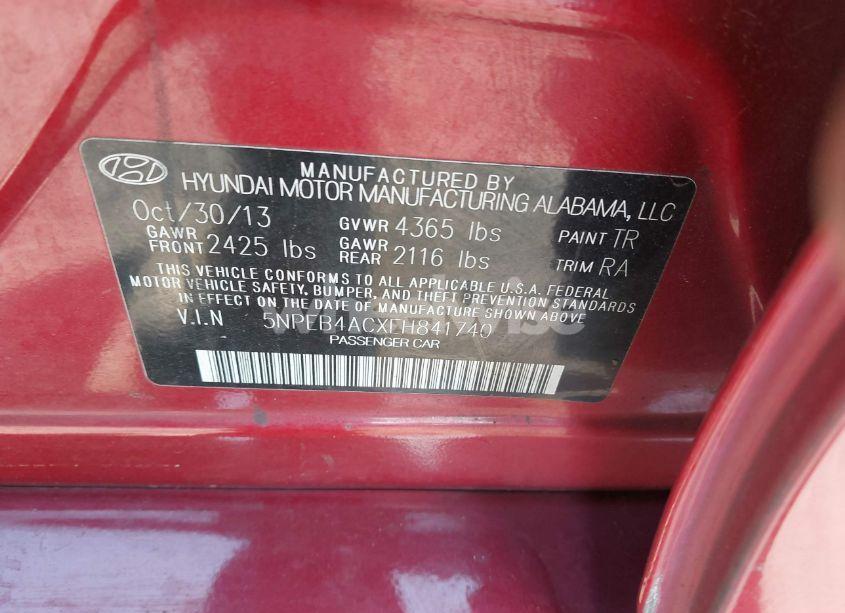 MANUFACTURED BY
HYUNDAI MOTOR MANUFACTURING ALABAMA, LLC
Oct/30/13 GVWR 4365 lbs PAINT TR
GAWR FRONT 2425 lbs GAWR REAR 2116 lbs TRIM RA
THIS VEHICLE CONFORMS TO ALL APPLICABLE U.S.A. FEDERAL
MOTOR VEHICLE SAFETY, BUMPER, AND THEFT PREVENTION STANDARDS
IN EFFECT ON THE DATE OF MANUFACTURE SHOWN ABOVE
V.I.N 5NPEB4ACXEH841740
PASSENGER CAR